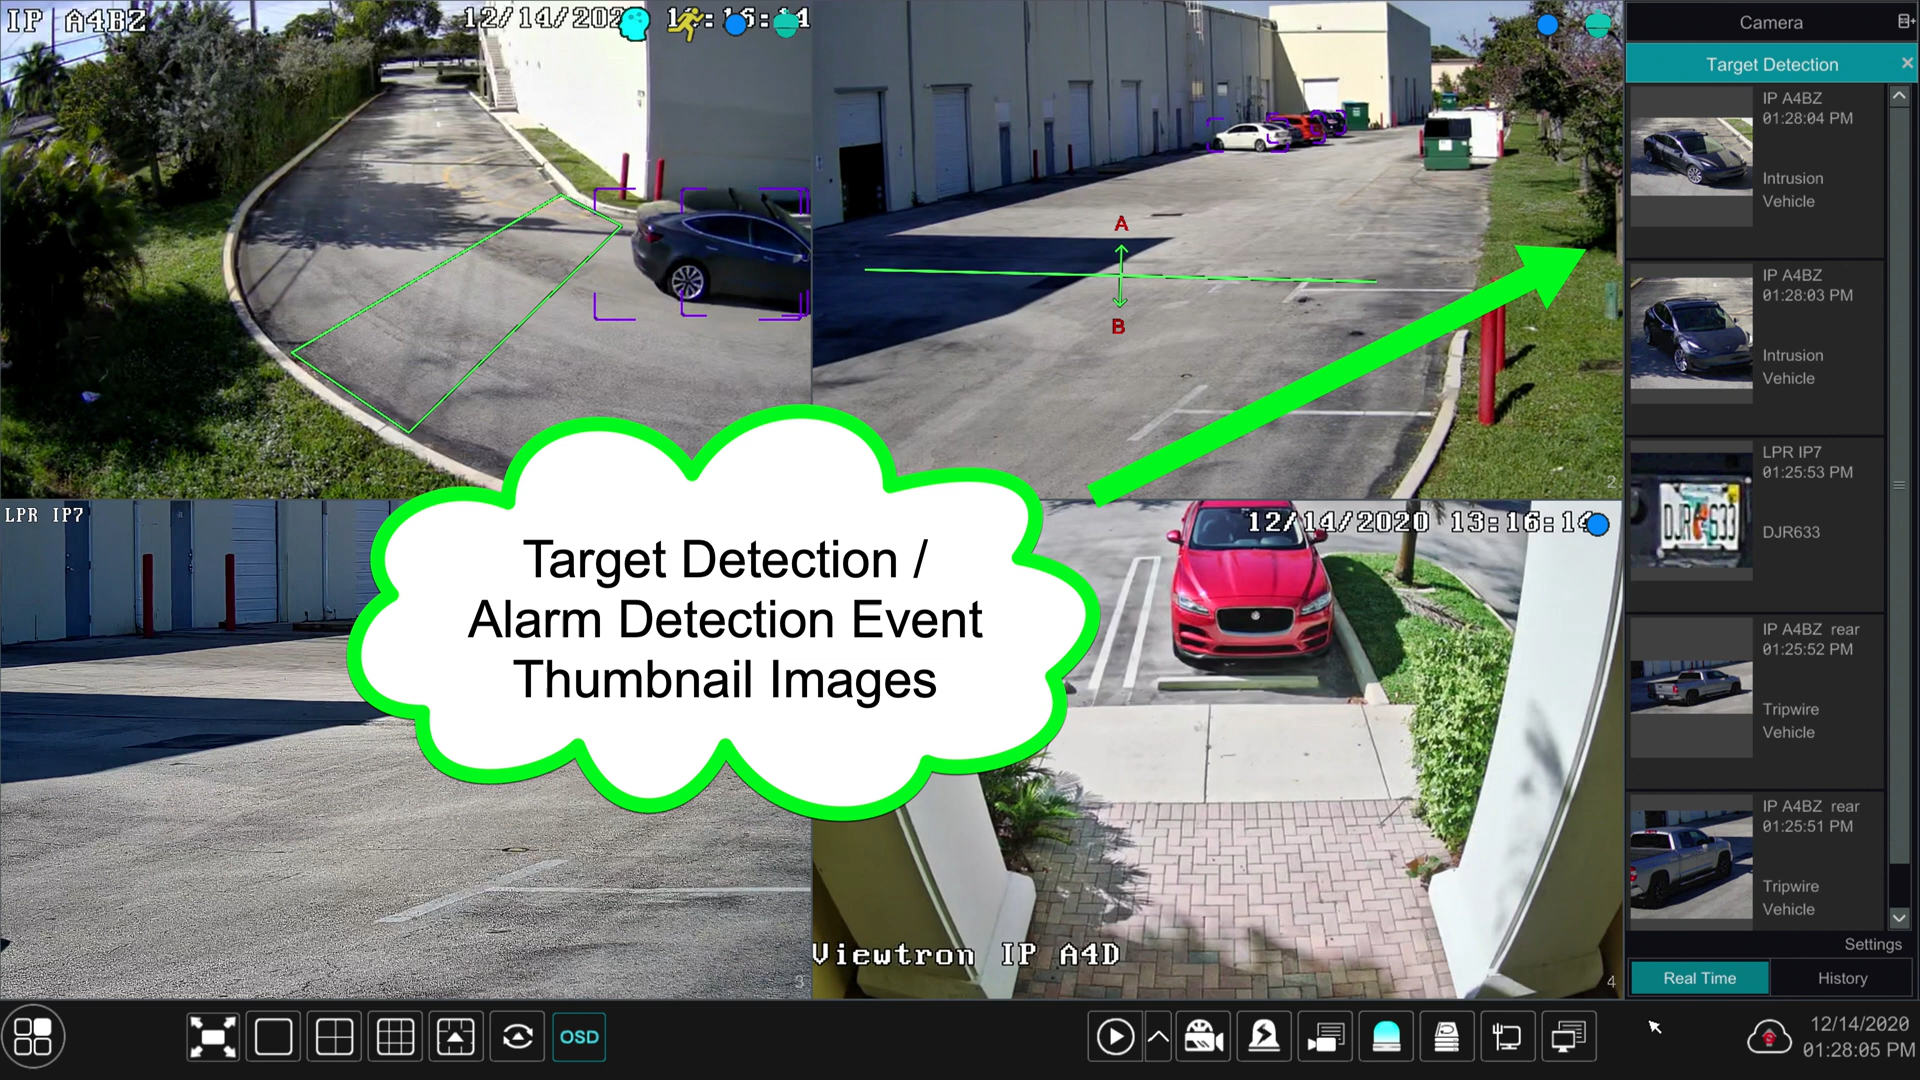 IP A4BZ
12/14/202
Camera
Target Detection
IP A4BZ
01:28:04 PM
Intrusion
Vehicle
IP A4BZ
01:28:03 PM
Intrusion
Vehicle
LPR IP7
01:25:53 PM
DJR633
IP A4BZ rear
01:25:52 PM
Tripwire
Vehicle
IP A4BZ rear
01:25:51 PM
Tripwire
Vehicle
Settings
Real Time
History
A
B
2
LPR IP7
3
12/14/2020 13:16:14
Viewtron IP A4D
4
Target Detection /
Alarm Detection Event
Thumbnail Images
OSD
12/14/2020
01:28:05 PM